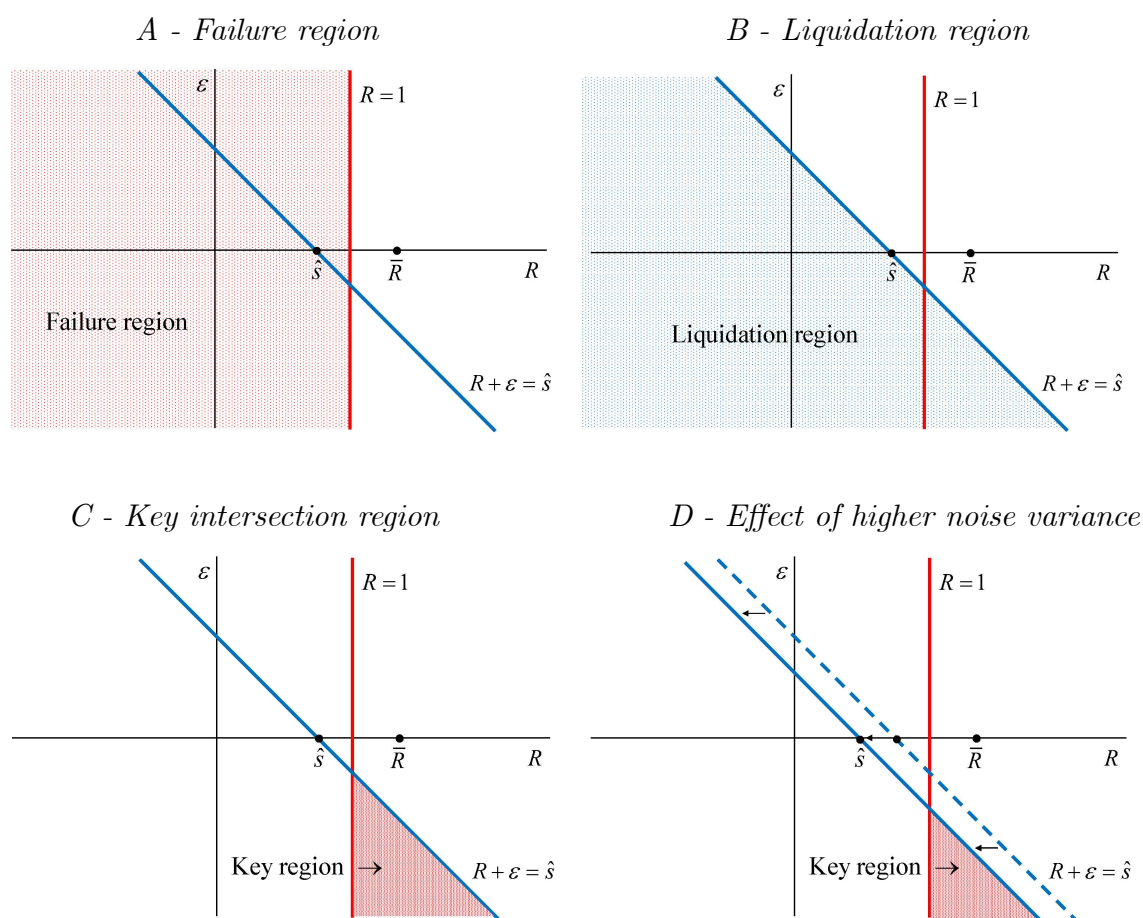 A - Failure region
ε
R = 1
ŝ
R̅
R
Failure region
R + ε = ŝ
B - Liquidation region
ε
R = 1
ŝ
R̅
R
Liquidation region
R + ε = ŝ
C - Key intersection region
ε
R = 1
ŝ
R̅
R
Key region →
R + ε = ŝ
D - Effect of higher noise variance
ε
R = 1
ŝ
R̅
R
Key region →
R + ε = ŝ